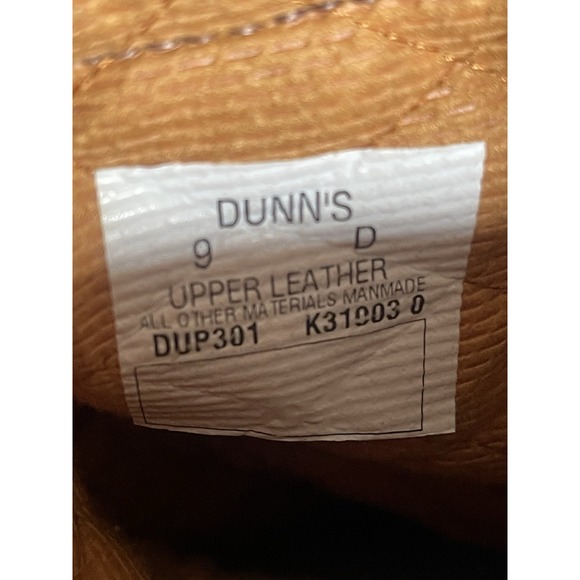 DUNN'S
9 D
UPPER LEATHER
ALL OTHER MATERIALS MANMADE
DUP301 K31003 0